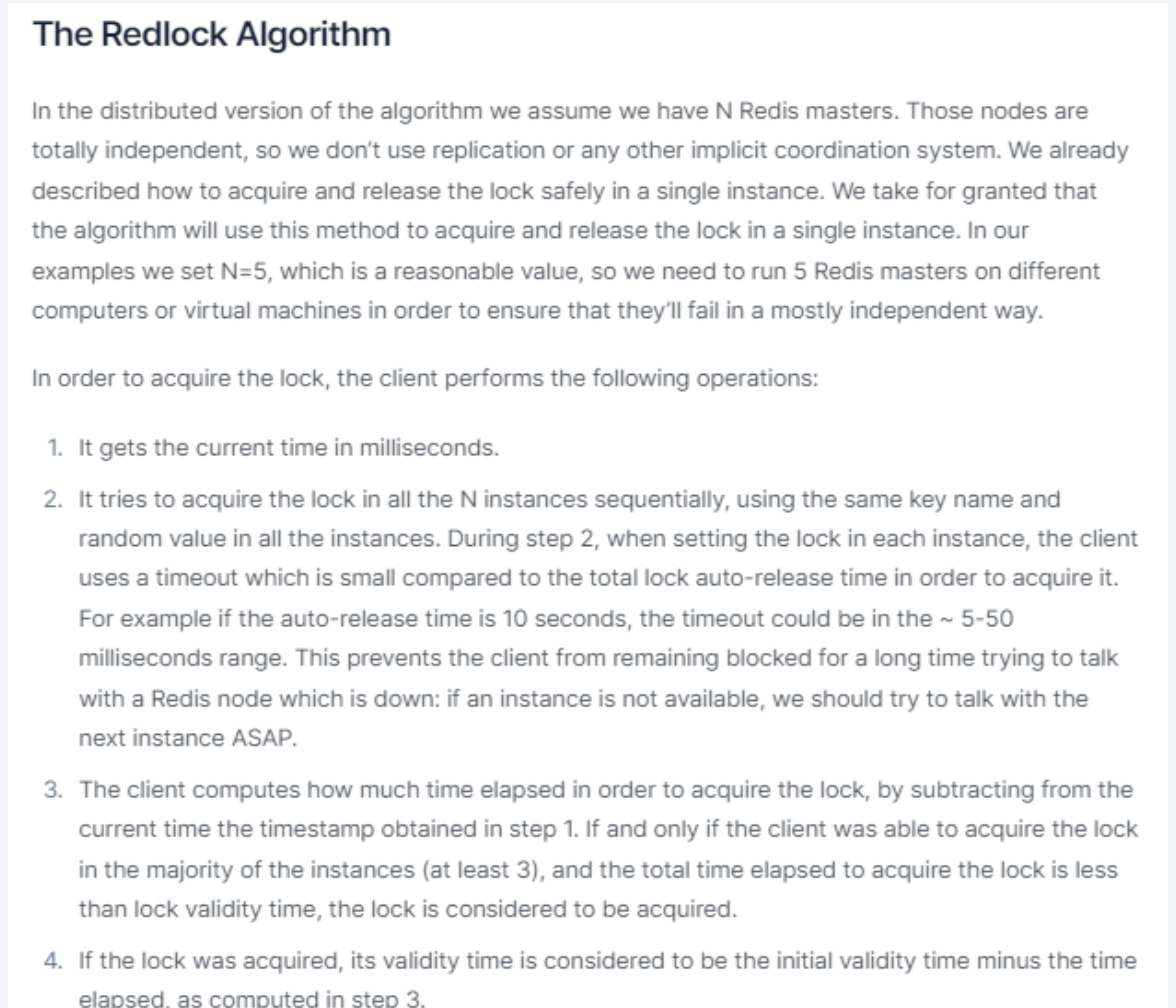 The Redlock Algorithm
In the distributed version of the algorithm we assume we have N Redis masters. Those nodes are
totally independent, so we don't use replication or any other implicit coordination system. We already
described how to acquire and release the lock safely in a single instance. We take for granted that
the algorithm will use this method to acquire and release the lock in a single instance. In our
examples we set N=5, which is a reasonable value, so we need to run 5 Redis masters on different
computers or virtual machines in order to ensure that they'll fail in a mostly independent way.
In order to acquire the lock, the client performs the following operations:
1. It gets the current time in milliseconds.
2. It tries to acquire the lock in all the N instances sequentially, using the same key name and
random value in all the instances. During step 2, when setting the lock in each instance, the client
uses a timeout which is small compared to the total lock auto-release time in order to acquire it.
For example if the auto-release time is 10 seconds, the timeout could be in the ~ 5-50
milliseconds range. This prevents the client from remaining blocked for a long time trying to talk
with a Redis node which is down: if an instance is not available, we should try to talk with the
next instance ASAP.
3. The client computes how much time elapsed in order to acquire the lock, by subtracting from the
current time the timestamp obtained in step 1. If and only if the client was able to acquire the lock
in the majority of the instances (at least 3), and the total time elapsed to acquire the lock is less
than lock validity time, the lock is considered to be acquired.
4. If the lock was acquired, its validity time is considered to be the initial validity time minus the time
elapsed, as computed in step 3.